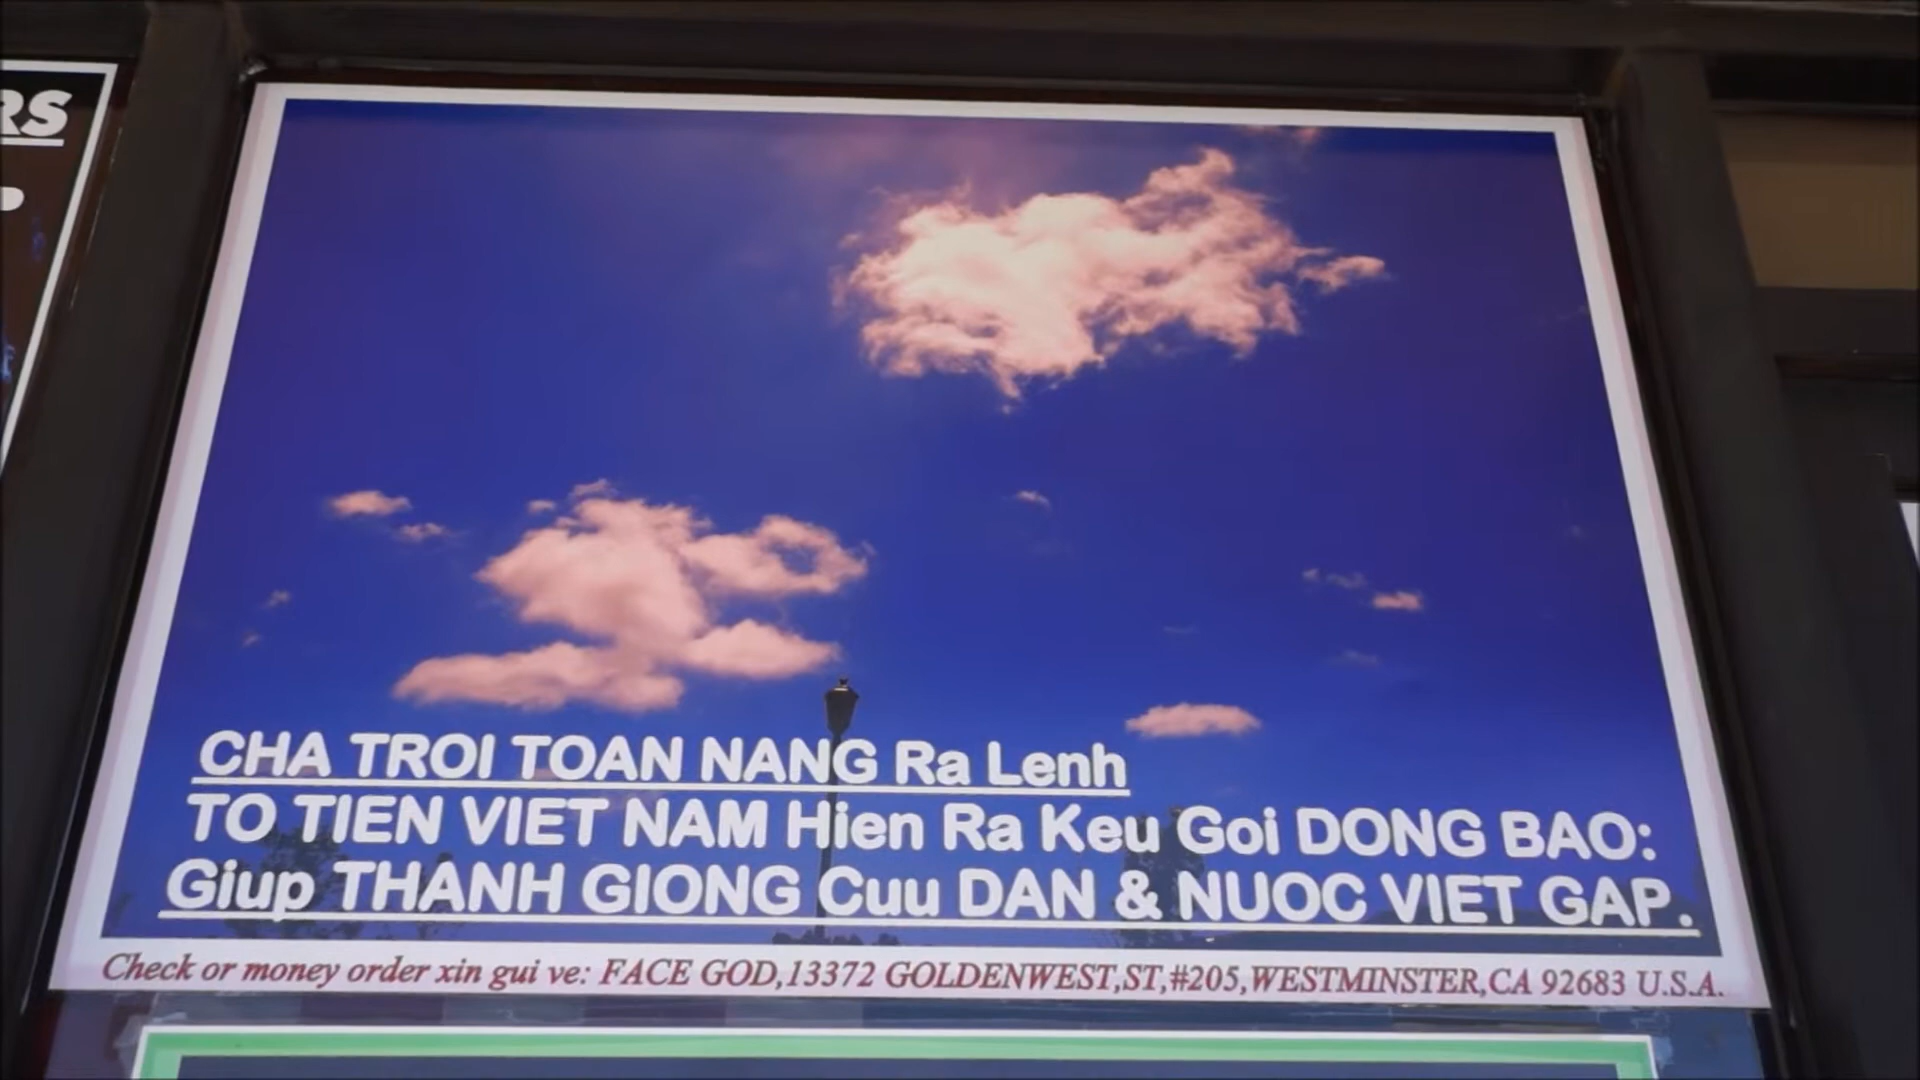 RS
CHA TROI TOAN NANG Ra Lenh
TO TIEN VIET NAM Hien Ra Keu Goi DONG BAO:
Giup THANH GIONG Cuu DAN & NUOC VIET GAP.
Check or money order xin gui ve: FACE GOD,13372 GOLDENWEST,ST,#205,WESTMINSTER,CA 92683 U.S.A.